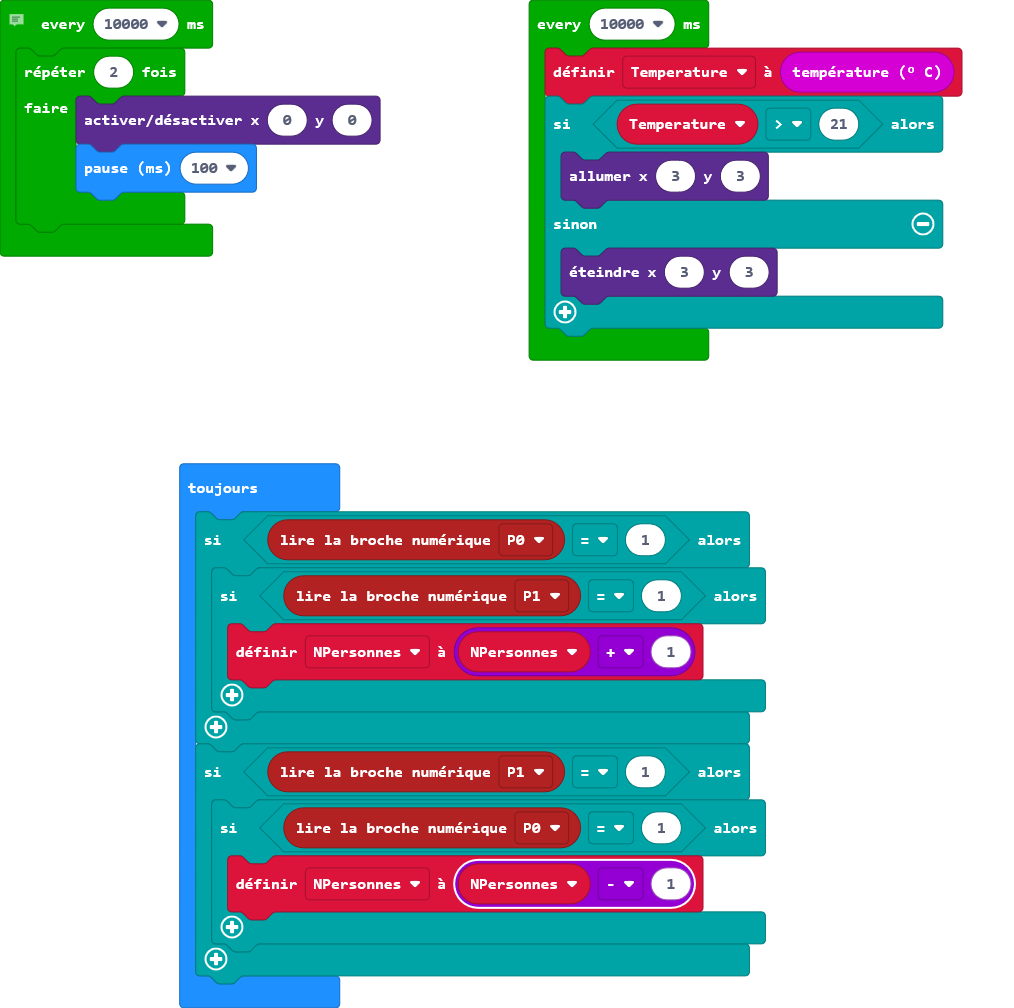 every 10000 ms
répéter 2 fois
faire
activer/désactiver x 0 y 0
pause (ms) 100
every 10000 ms
définir Temperature à température (º C)
si Temperature > 21 alors
allumer x 3 y 3
sinon
éteindre x 3 y 3
toujours
si lire la broche numérique P0 = 1 alors
si lire la broche numérique P1 = 1 alors
définir NPersonnes à NPersonnes + 1
si lire la broche numérique P1 = 1 alors
si lire la broche numérique P0 = 1 alors
définir NPersonnes à NPersonnes - 1